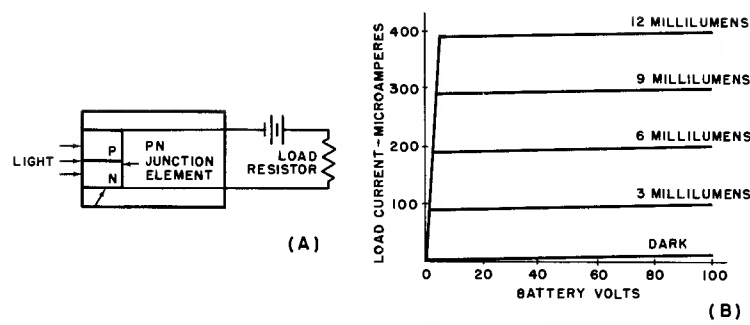 LIGHT
P
N
PN
JUNCTION
ELEMENT
LOAD
RESISTOR
(A)
LOAD CURRENT - MICROAMPERES
400
300
200
100
12 MILLILUMENS
9 MILLILUMENS
6 MILLILUMENS
3 MILLILUMENS
DARK
0 20 40 60 80 100
BATTERY VOLTS
(B)